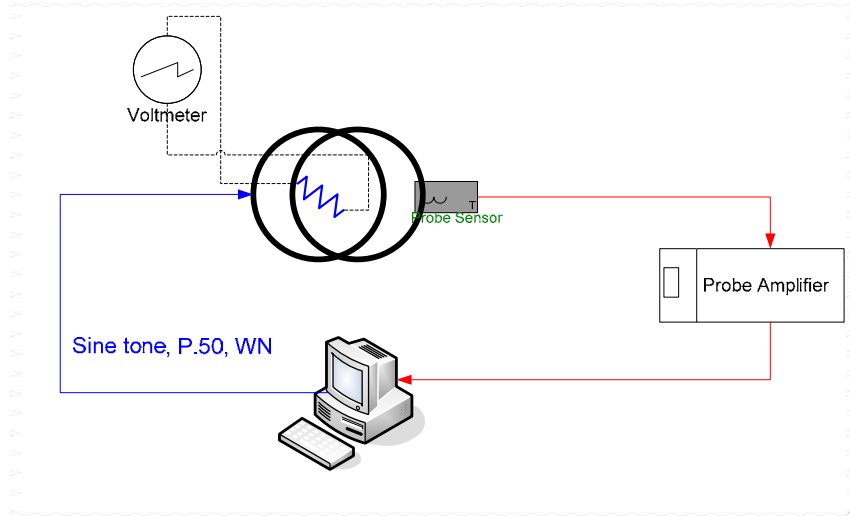 Voltmeter
T
Probe Sensor
Probe Amplifier
Sine tone, P.50, WN